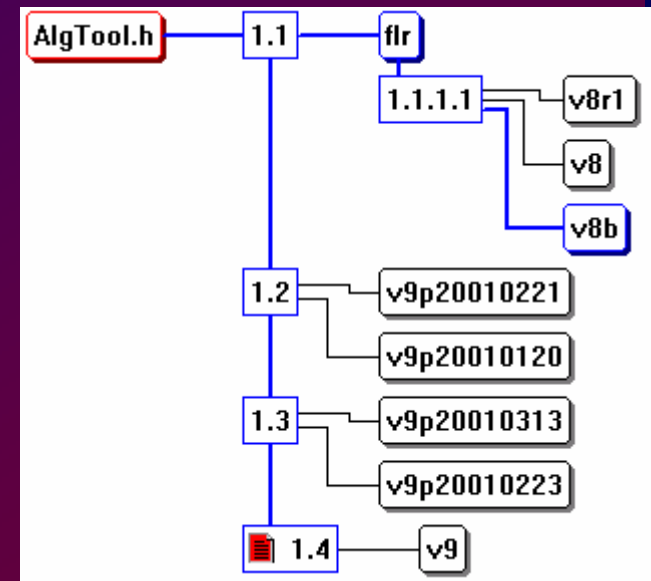 AlgTool.h 1.1 flr
1.1.1.1 v8r1
v8
v8b
1.2 v9p20010221
v9p20010120
1.3 v9p20010313
v9p20010223
1.4 v9